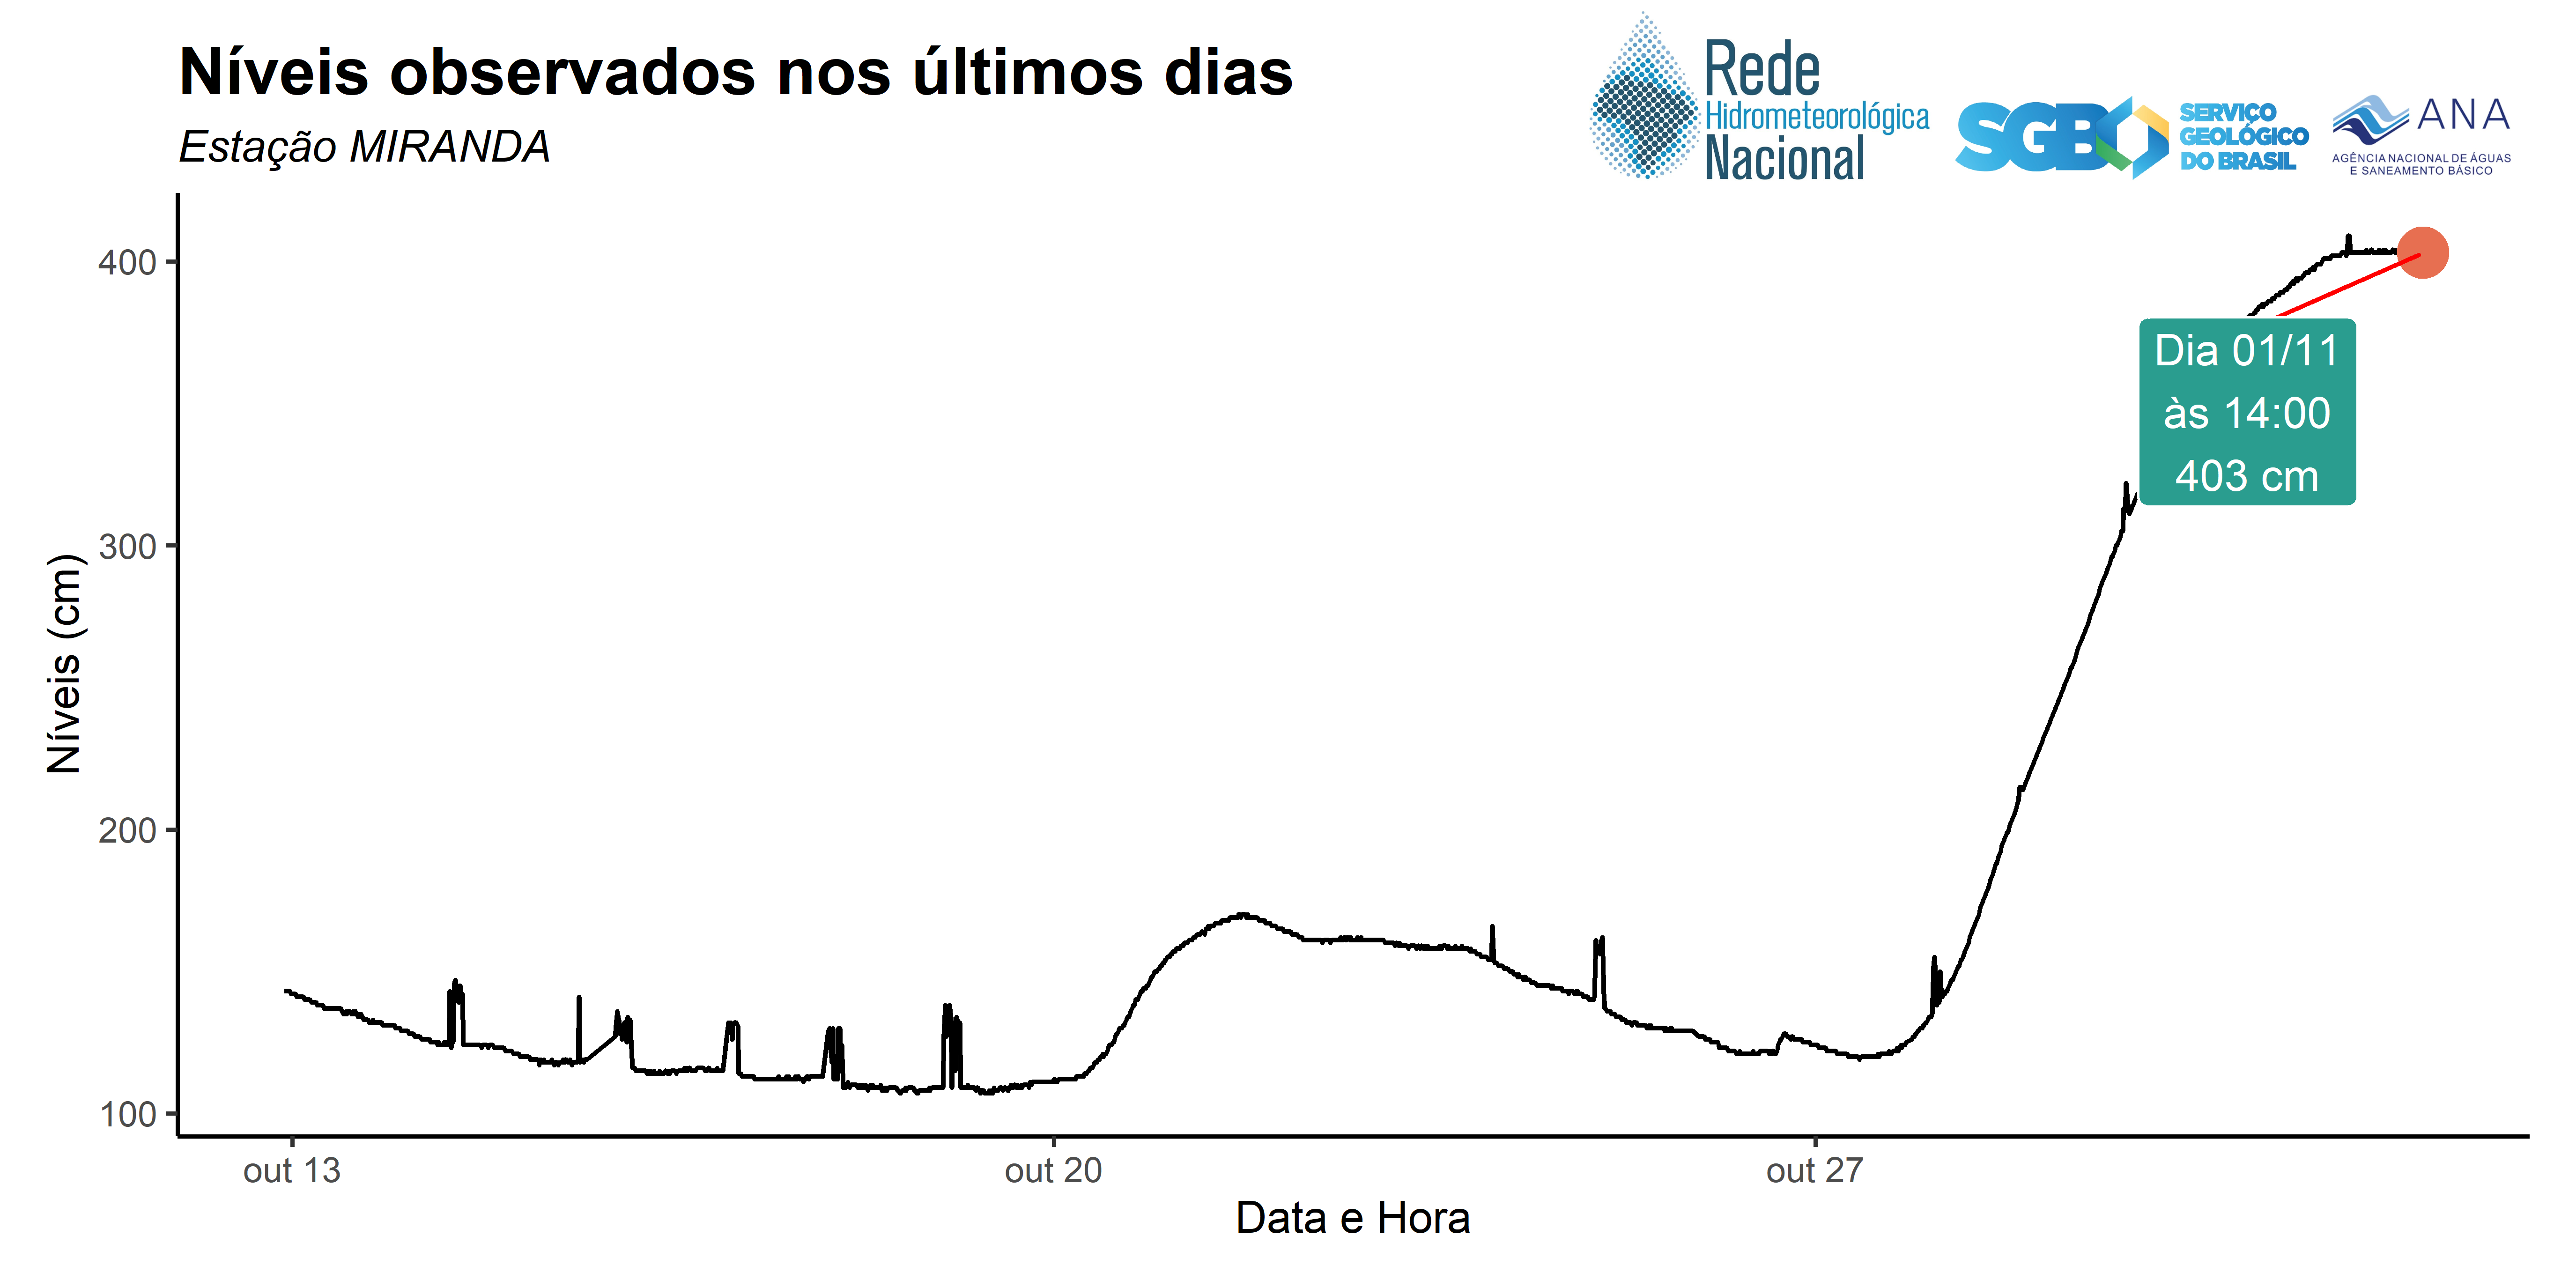 Níveis observados nos últimos dias
Estação MIRANDA
Rede
Hidrometeorológica
Nacional
SGB
SERVIÇO
GEOLÓGICO
DO BRASIL
ANA
AGÊNCIA NACIONAL DE ÁGUAS
E SANEAMENTO BÁSICO
Níveis (cm)
400
300
200
100
Dia 01/11
às 14:00
403 cm
out 13
out 20
out 27
Data e Hora